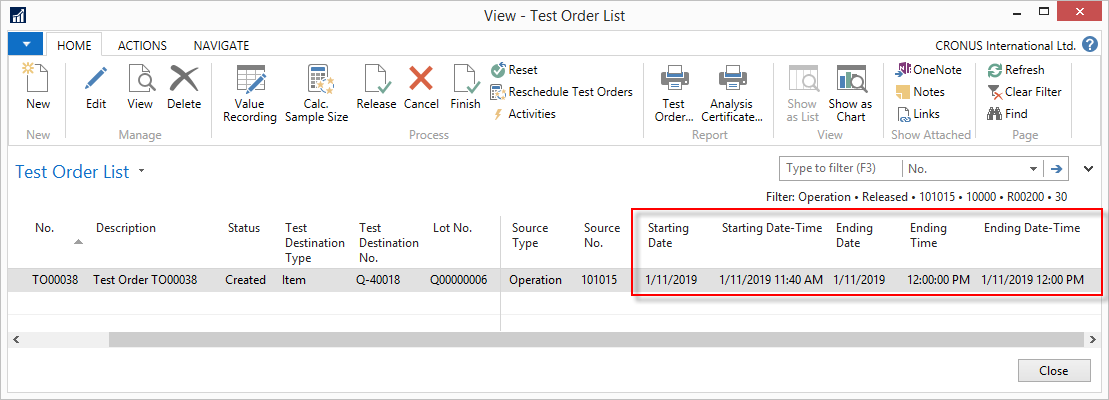 View - Test Order List
HOME ACTIONS NAVIGATE
CRONUS International Ltd. ?
New
Edit
View
Delete
Value
Recording
Calc.
Sample Size
Release
Cancel
Finish
Reset
Reschedule Test Orders
Activities
Test
Order...
Analysis
Certificate...
Show
as List
Show as
Chart
OneNote
Notes
Links
Refresh
Clear Filter
Find
New
Manage
Process
Report
View
Show Attached
Page
Test Order List
Type to filter (F3)
No.
Filter: Operation • Released • 101015 • 10000 • R00200 • 30
No.
Description
Status
Test
Destination
Type
Test
Destination
No.
Lot No.
Source
Type
Source
No.
Starting
Date
Starting Date-Time
Ending
Date
Ending
Time
Ending Date-Time
TO00038 Test Order TO00038 Created Item Q-40018 Q00000006 Operation 101015 1/11/2019 1/11/2019 11:40 AM 1/11/2019 12:00:00 PM 1/11/2019 12:00 PM
Close